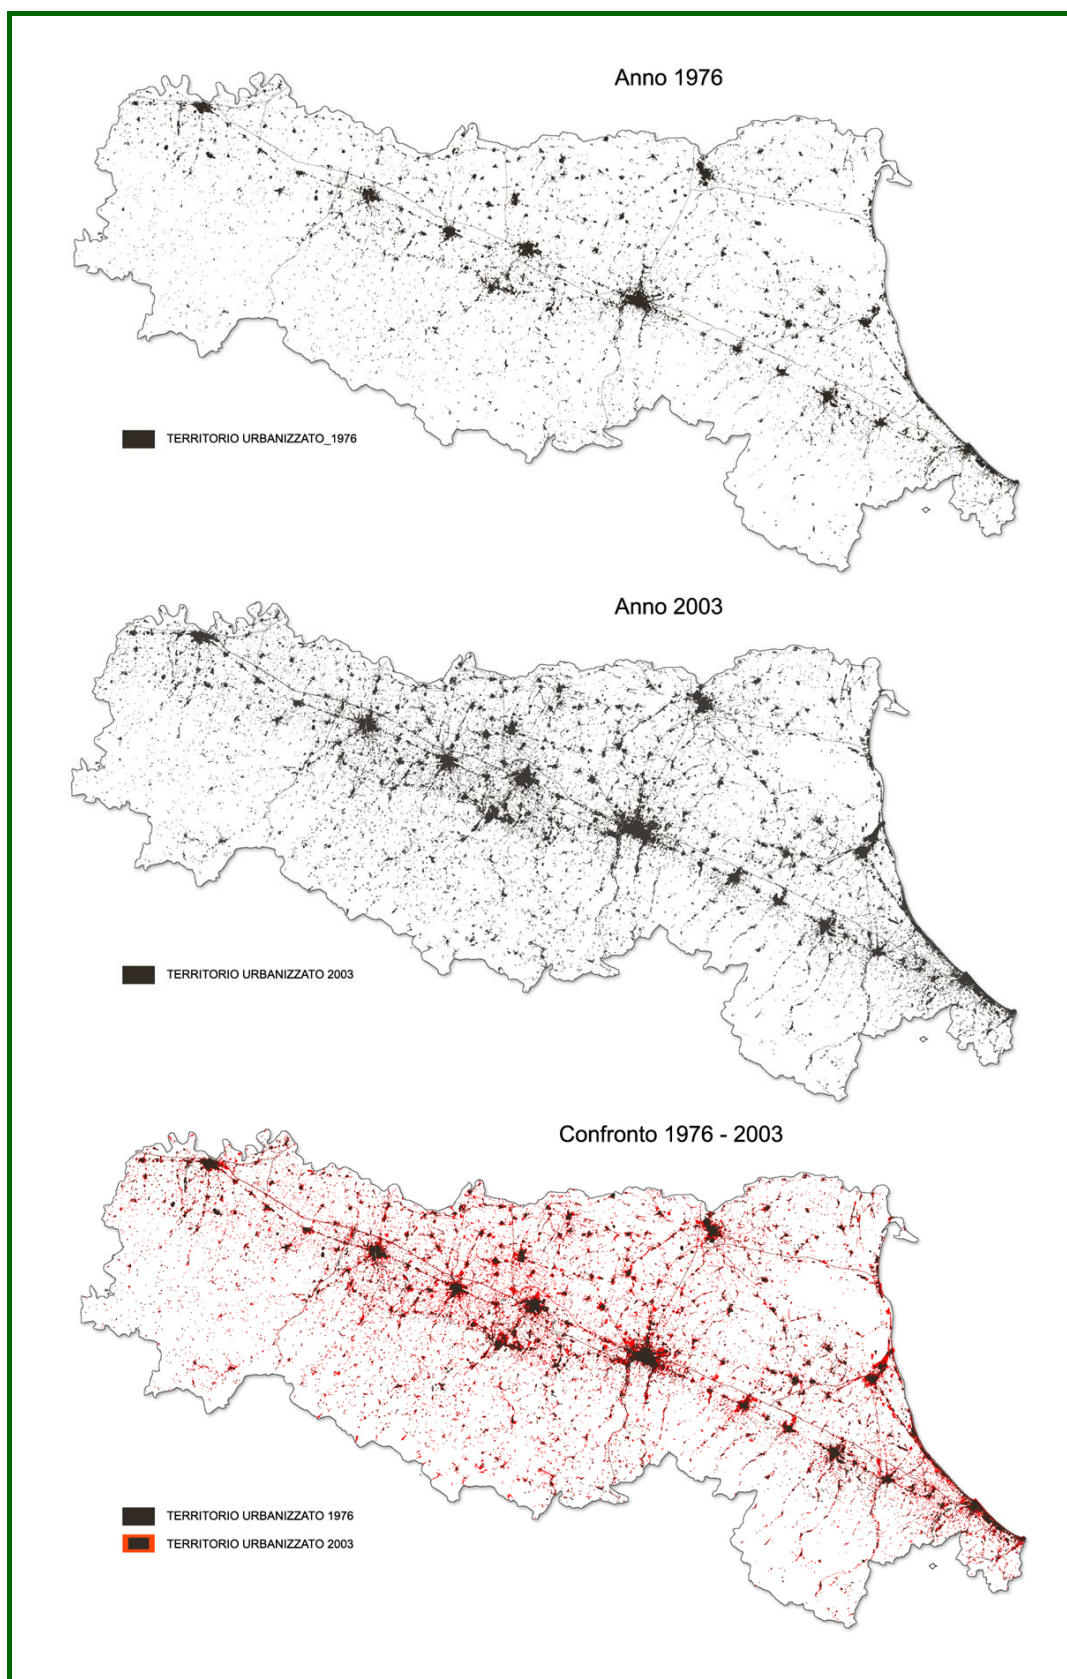 Anno 1976
TERRITORIO URBANIZZATO_1976
Anno 2003
TERRITORIO URBANIZZATO 2003
Confronto 1976 - 2003
TERRITORIO URBANIZZATO 1976
TERRITORIO URBANIZZATO 2003